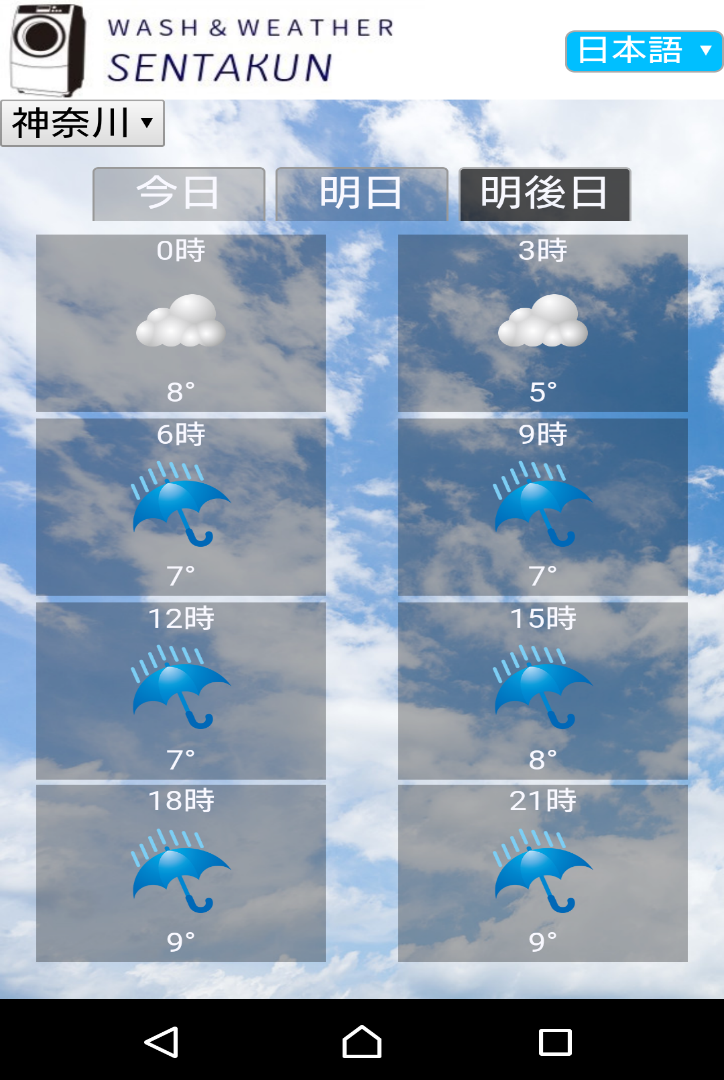 WASH & WEATHER
SENTAKUN
日本語 ▼
神奈川 ▼
今日 明日 明後日
0時 3時
8° 5°
6時 9時
7° 7°
12時 15時
7° 8°
18時 21時
9° 9°